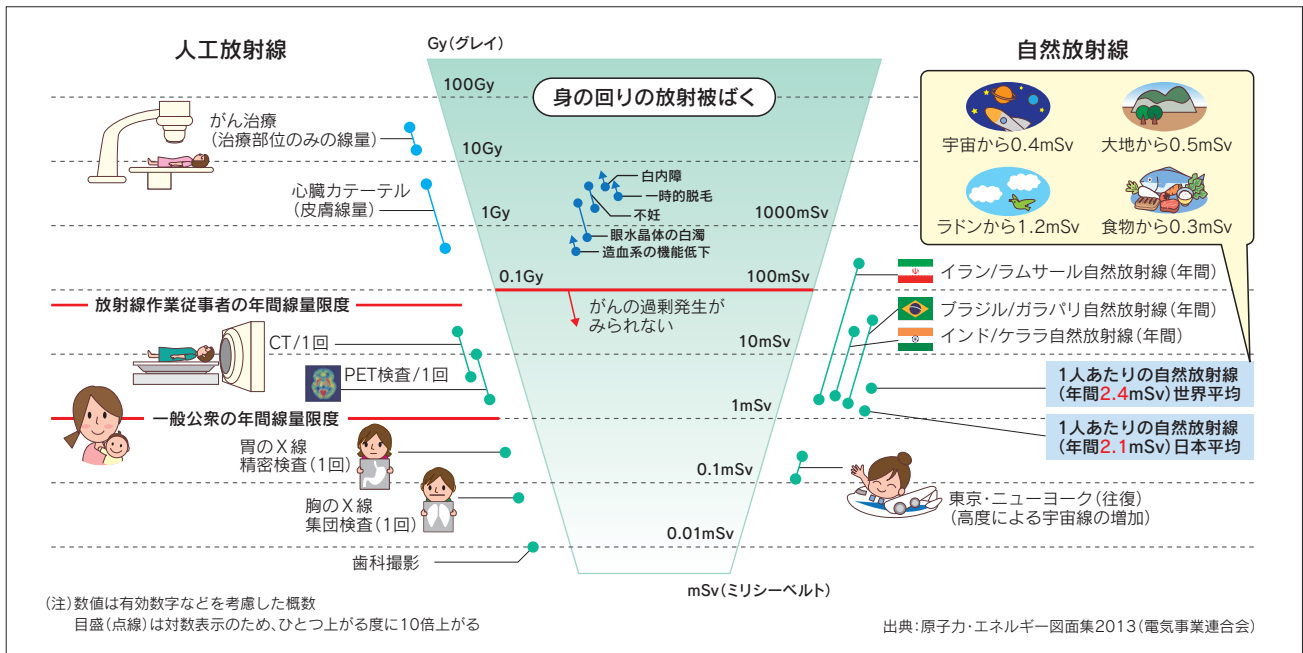 人工放射線
Gy(グレイ)
自然放射線
身の回りの放射被ばく
100Gy
10Gy
1Gy
0.1Gy
1000mSv
100mSv
10mSv
1mSv
0.1mSv
0.01mSv
mSv(ミリシーベルト)
がん治療
(治療部位のみの線量)
心臓カテーテル
(皮膚線量)
放射線作業従事者の年間線量限度
CT/1回
PET検査/1回
一般公衆の年間線量限度
胃のX線
精密検査(1回)
胸のX線
集団検査(1回)
歯科撮影
白内障
一時的脱毛
不妊
眼水晶体の白濁
造血系の機能低下
がんの過剰発生が
みられない
宇宙から0.4mSv
大地から0.5mSv
ラドンから1.2mSv
食物から0.3mSv
イラン/ラムサール自然放射線(年間)
ブラジル/ガラパリ自然放射線(年間)
インド/ケララ自然放射線(年間)
1人あたりの自然放射線
(年間2.4mSv)世界平均
1人あたりの自然放射線
(年間2.1mSv)日本平均
東京・ニューヨーク(往復)
(高度による宇宙線の増加)
(注)数値は有効数字などを考慮した概数
目盛(点線)は対数表示のため、ひとつ上がる度に10倍上がる
出典:原子力・エネルギー図面集2013(電気事業連合会)